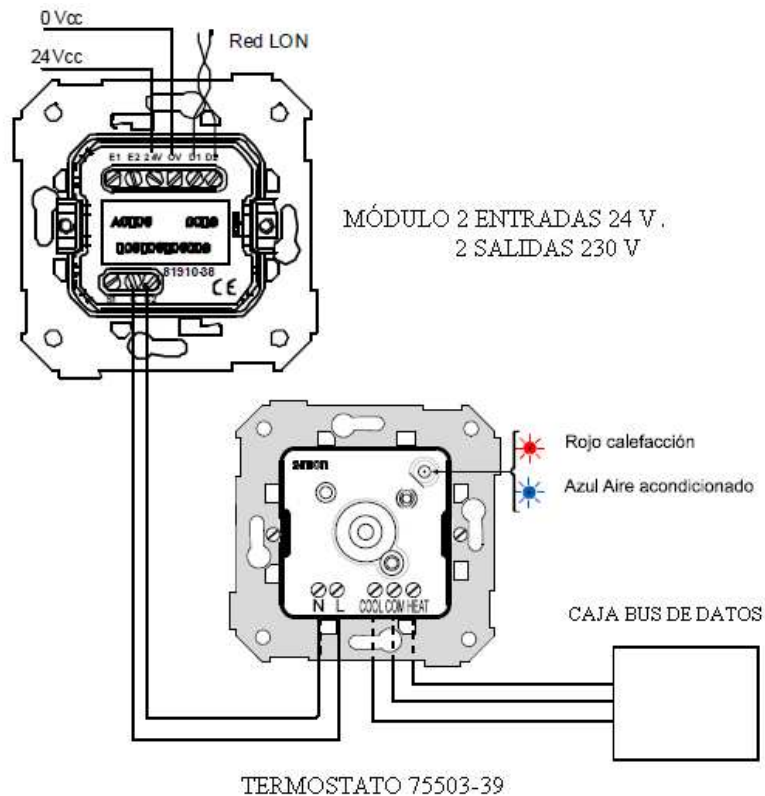 0 Vcc
Red LON
24Vcc
E1 E2 24V 0V D1 D2
81910-38
CE
MÓDULO 2 ENTRADAS 24 V.
2 SALIDAS 230 V
Rojo calefacción
Azul Aire acondicionado
N L COOL COM HEAT
CAJA BUS DE DATOS
TERMOSTATO 75503-39